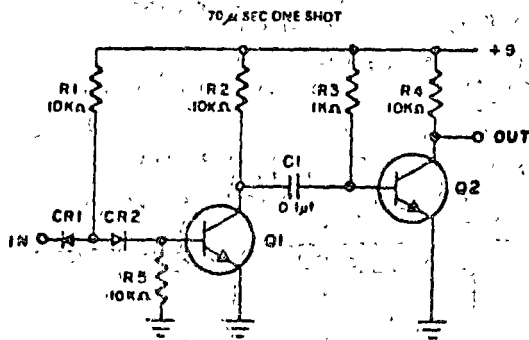 70 μ SEC ONE SHOT
+9
R1
10KΩ
R2
10KΩ
R3
1KΩ
R4
10KΩ
OUT
C1
0.1μf
Q2
IN
CR1
CR2
Q1
R5
10KΩ